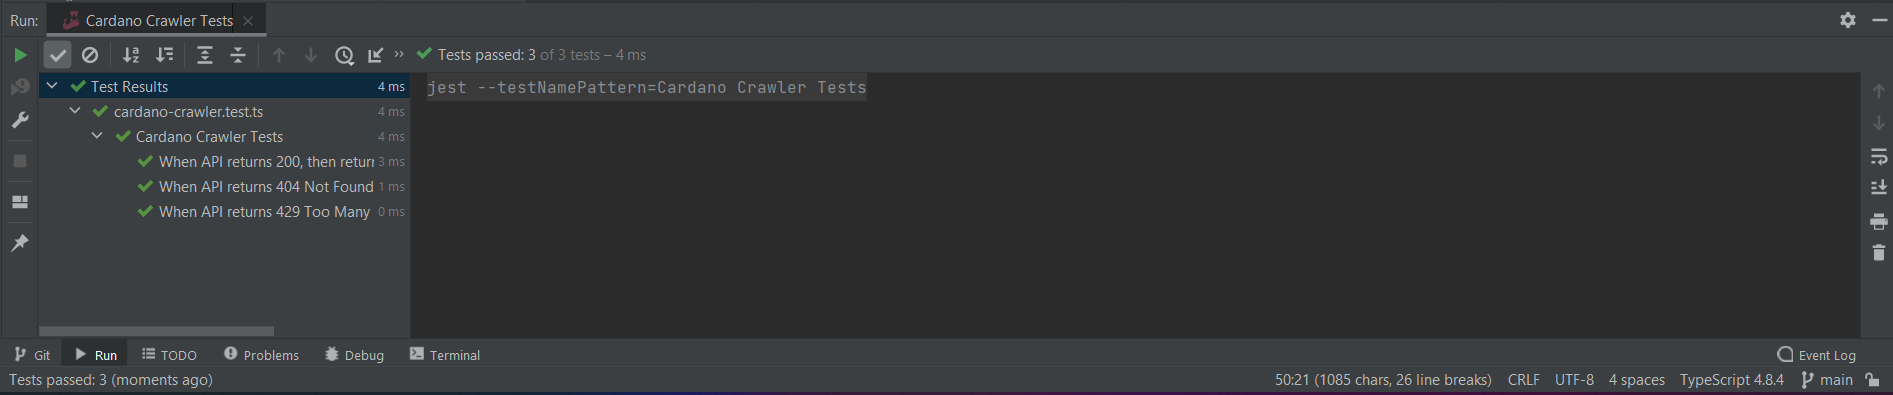 Run: Cardano Crawler Tests
Tests passed: 3 of 3 tests – 4 ms
Test Results 4 ms
cardano-crawler.test.ts 4 ms
Cardano Crawler Tests 4 ms
When API returns 200, then return 3 ms
When API returns 404 Not Found 1 ms
When API returns 429 Too Many 0 ms
jest --testNamePattern=Cardano Crawler Tests
Git Run TODO Problems Debug Terminal Event Log
Tests passed: 3 (moments ago) 50:21 (1085 chars, 26 line breaks) CRLF UTF-8 4 spaces TypeScript 4.8.4 main